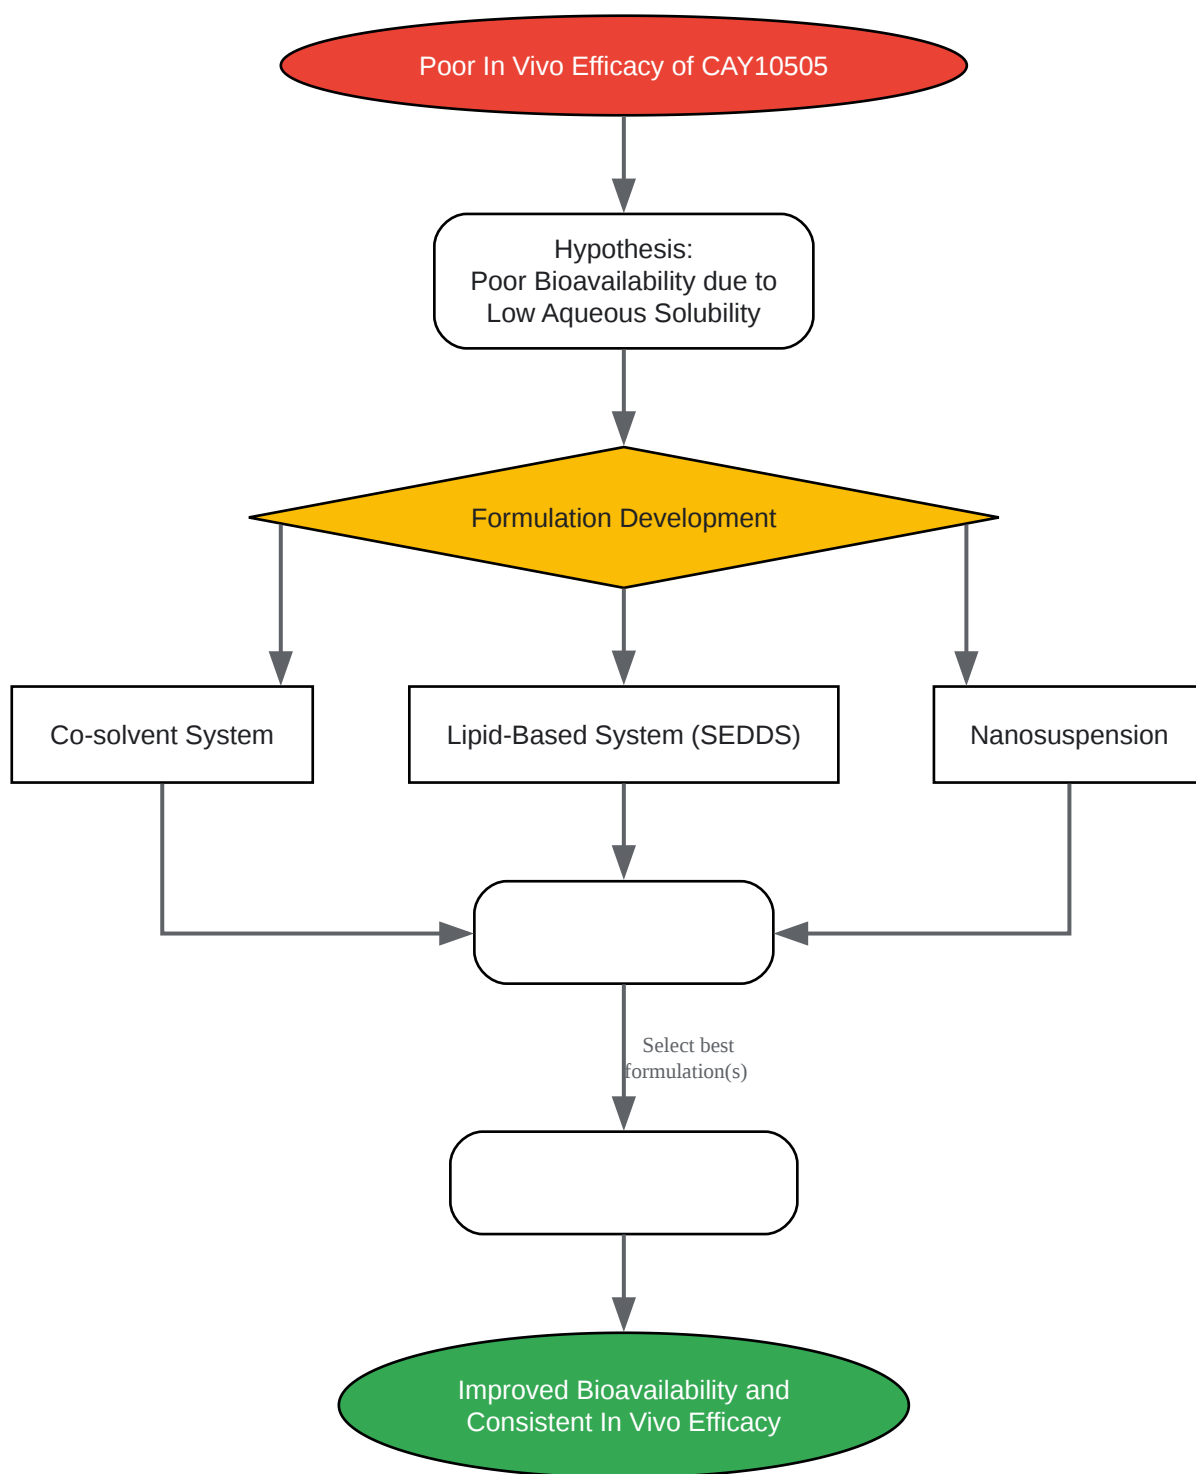 Poor In Vivo Efficacy of CAY10505
Hypothesis:
Poor Bioavailability due to
Low Aqueous Solubility
Formulation Development
Co-solvent System
Lipid-Based System (SEDDS)
Nanosuspension
Select best
formulation(s)
Improved Bioavailability and
Consistent In Vivo Efficacy